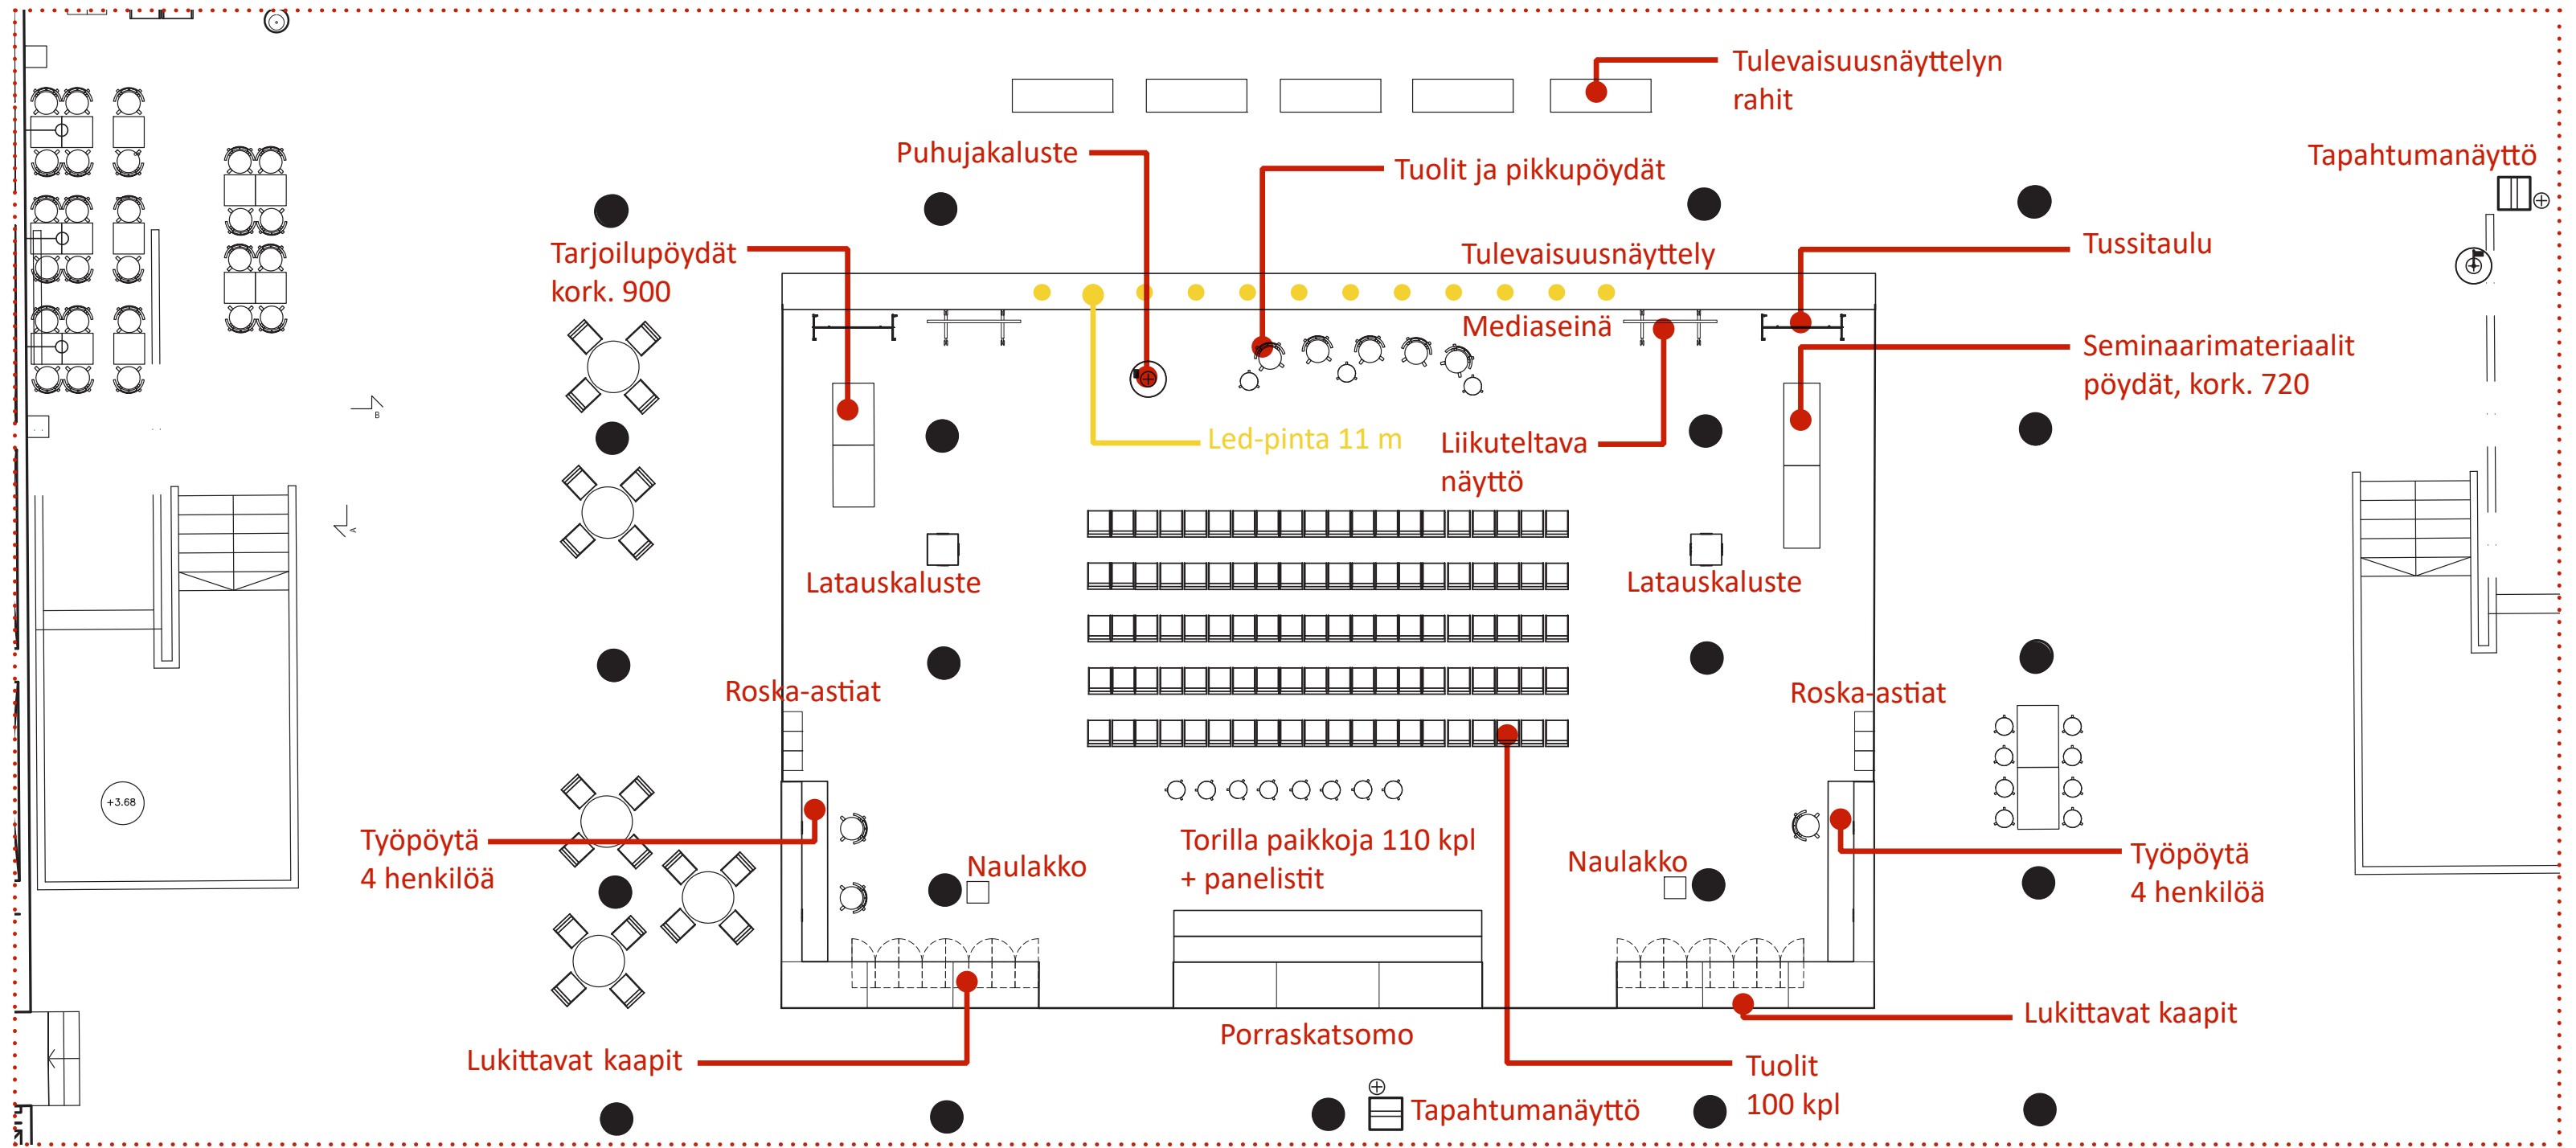 Tulevaisuusnäyttelyn
rahit
Puhujakaluste
Tuolit ja pikkupöydät
Tapahtumanäyttö
Tarjoilupöydät
kork. 900
Tulevaisuusnäyttely
Tussitaulu
Mediaseinä
Seminaarimateriaalit
pöydät, kork. 720
B
Led-pinta 11 m
Liikuteltava
näyttö
A
Latauskaluste
Latauskaluste
Roska-astiat
Roska-astiat
+3.68
Työpöytä
4 henkilöä
Naulakko
Torilla paikkoja 110 kpl
+ panelistit
Naulakko
Työpöytä
4 henkilöä
Lukittavat kaapit
Porraskatsomo
Lukittavat kaapit
Tuolit
100 kpl
Tapahtumanäyttö